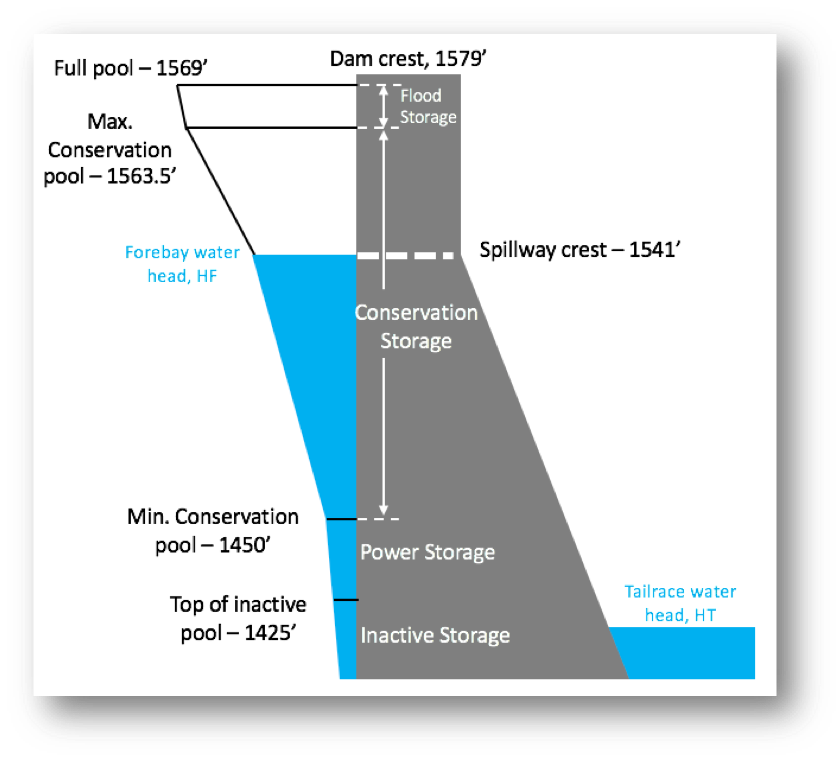 Dam crest, 1579’
Full pool – 1569’
Flood
Storage
Max.
Conservation
pool – 1563.5’
Forebay water
head, HF
Spillway crest – 1541’
Conservation
Storage
Min. Conservation
pool – 1450’
Power Storage
Top of inactive
pool – 1425’
Inactive Storage
Tailrace water
head, HT